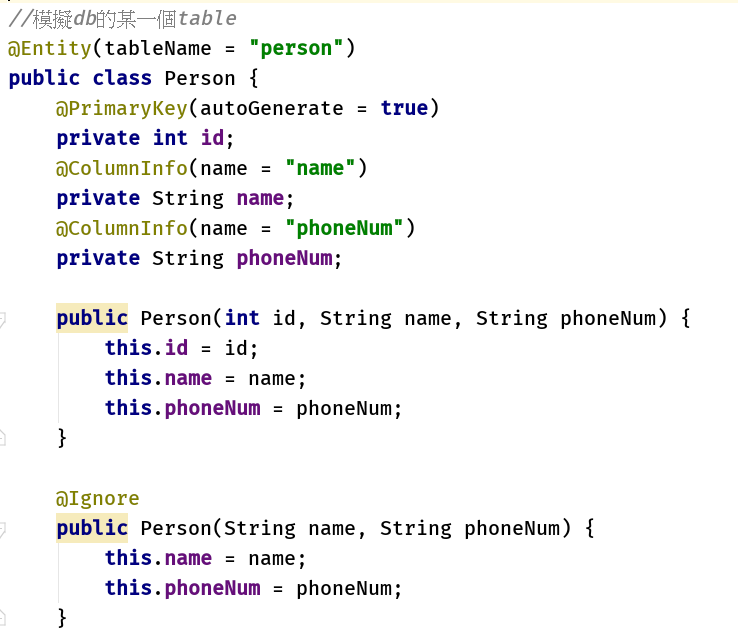 //模擬db的某一個table
@Entity(tableName = "person")
public class Person {
    @PrimaryKey(autoGenerate = true)
    private int id;
    @ColumnInfo(name = "name")
    private String name;
    @ColumnInfo(name = "phoneNum")
    private String phoneNum;

    public Person(int id, String name, String phoneNum) {
        this.id = id;
        this.name = name;
        this.phoneNum = phoneNum;
    }

    @Ignore
    public Person(String name, String phoneNum) {
        this.name = name;
        this.phoneNum = phoneNum;
    }